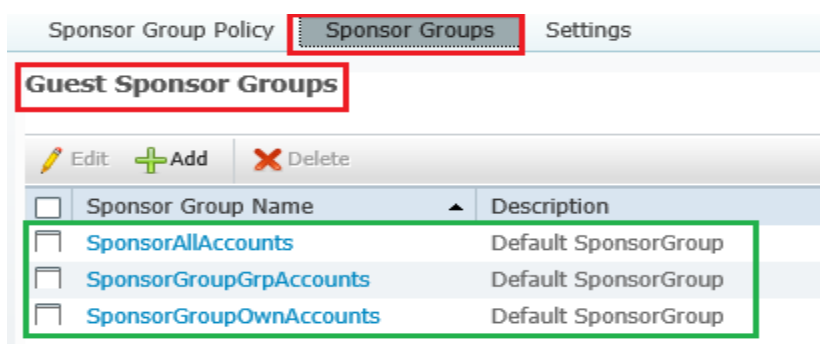 Sponsor Group Policy Sponsor Groups Settings
Guest Sponsor Groups
Edit Add Delete
Sponsor Group Name Description
SponsorAllAccounts Default SponsorGroup
SponsorGroupGrpAccounts Default SponsorGroup
SponsorGroupOwnAccounts Default SponsorGroup